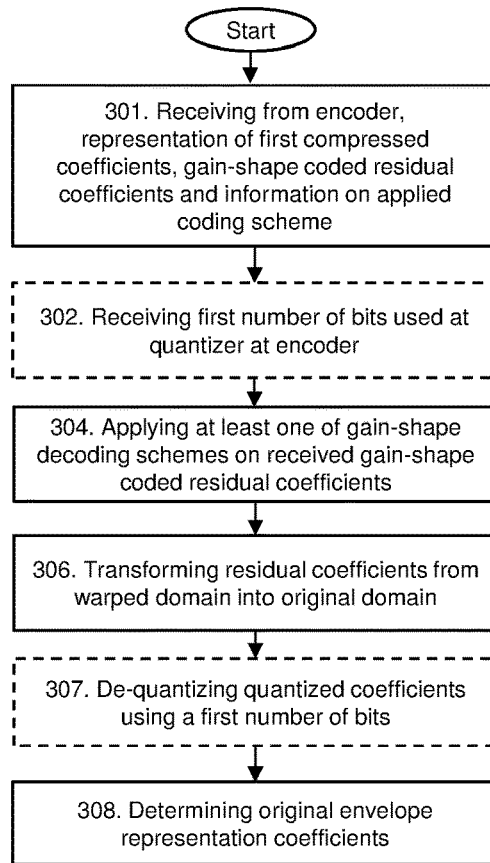 Start
301. Receiving from encoder,
representation of first compressed
coefficients, gain-shape coded residual
coefficients and information on applied
coding scheme
302. Receiving first number of bits used at
quantizer at encoder
304. Applying at least one of gain-shape
decoding schemes on received gain-shape
coded residual coefficients
306. Transforming residual coefficients from
warped domain into original domain
307. De-quantizing quantized coefficients
using a first number of bits
308. Determining original envelope
representation coefficients